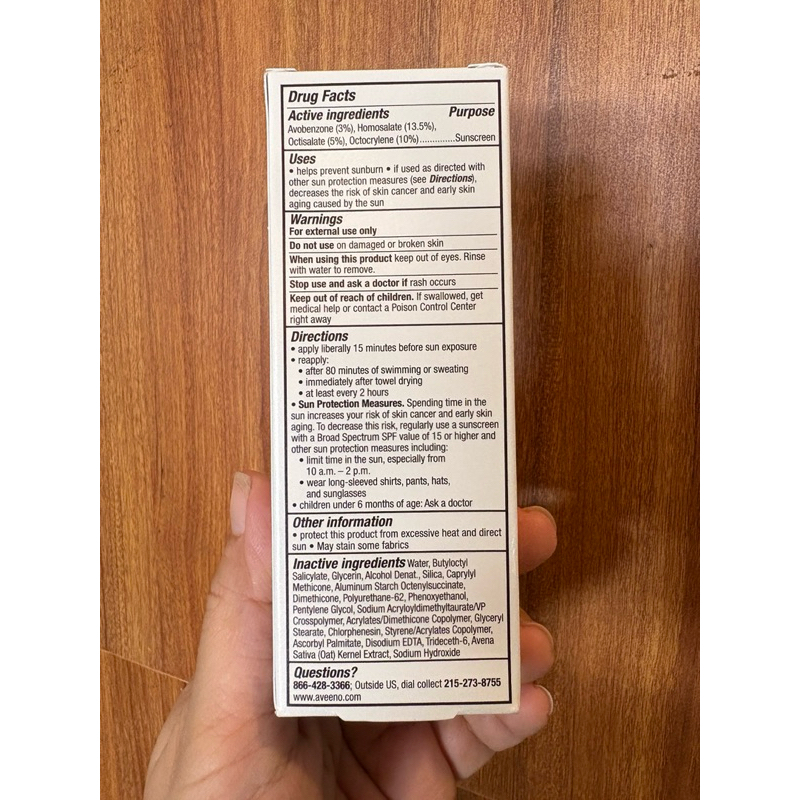 Drug Facts
Active ingredients Purpose
Avobenzone (3%), Homosalate (13.5%),
Octisalate (5%), Octocrylene (10%)..............Sunscreen
Uses
• helps prevent sunburn • if used as directed with
other sun protection measures (see Directions),
decreases the risk of skin cancer and early skin
aging caused by the sun
Warnings
For external use only
Do not use on damaged or broken skin
When using this product keep out of eyes. Rinse
with water to remove.
Stop use and ask a doctor if rash occurs
Keep out of reach of children. If swallowed, get
medical help or contact a Poison Control Center
right away
Directions
• apply liberally 15 minutes before sun exposure
• reapply:
• after 80 minutes of swimming or sweating
• immediately after towel drying
• at least every 2 hours
• Sun Protection Measures. Spending time in the
sun increases your risk of skin cancer and early skin
aging. To decrease this risk, regularly use a sunscreen
with a Broad Spectrum SPF value of 15 or higher and
other sun protection measures including:
• limit time in the sun, especially from
10 a.m. – 2 p.m.
• wear long-sleeved shirts, pants, hats,
and sunglasses
• children under 6 months of age: Ask a doctor
Other information
• protect this product from excessive heat and direct
sun • May stain some fabrics
Inactive ingredients Water, Butyloctyl
Salicylate, Glycerin, Alcohol Denat., Silica, Caprylyl
Methicone, Aluminum Starch Octenylsuccinate,
Dimethicone, Polyurethane-62, Phenoxyethanol,
Pentylene Glycol, Sodium Acryloyldimethyltaurate/VP
Crosspolymer, Acrylates/Dimethicone Copolymer, Glyceryl
Stearate, Chlorphenesin, Styrene/Acrylates Copolymer,
Ascorbyl Palmitate, Disodium EDTA, Trideceth-6, Avena
Sativa (Oat) Kernel Extract, Sodium Hydroxide
Questions?
866-428-3366; Outside US, dial collect 215-273-8755
www.aveeno.com